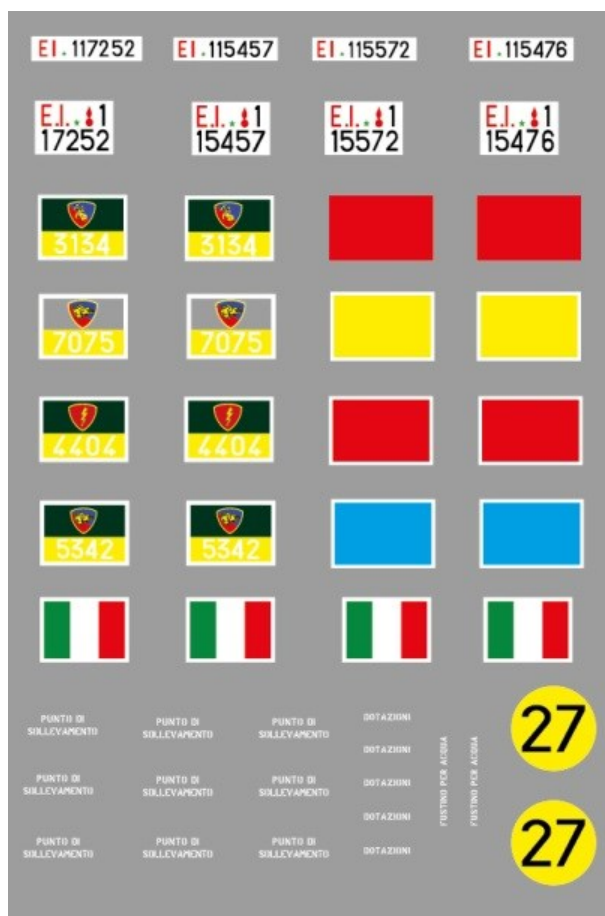 EI.117252
EI.115457
EI.115572
EI.115476
E.I. 1
17252
E.I. 1
15457
E.I. 1
15572
E.I. 1
15476
3134
3134
7075
7075
4404
4404
5342
5342
PUNTO DI
SOLLEVAMENTO
PUNTO DI
SOLLEVAMENTO
PUNTO DI
SOLLEVAMENTO
DOTAZIONI
DOTAZIONI
PUNTO DI
SOLLEVAMENTO
PUNTO DI
SOLLEVAMENTO
PUNTO DI
SOLLEVAMENTO
DOTAZIONI
DOTAZIONI
PUNTO DI
SOLLEVAMENTO
PUNTO DI
SOLLEVAMENTO
PUNTO DI
SOLLEVAMENTO
DOTAZIONI
FUSTINO PER ACQUA
FUSTINO PER ACQUA
27
27